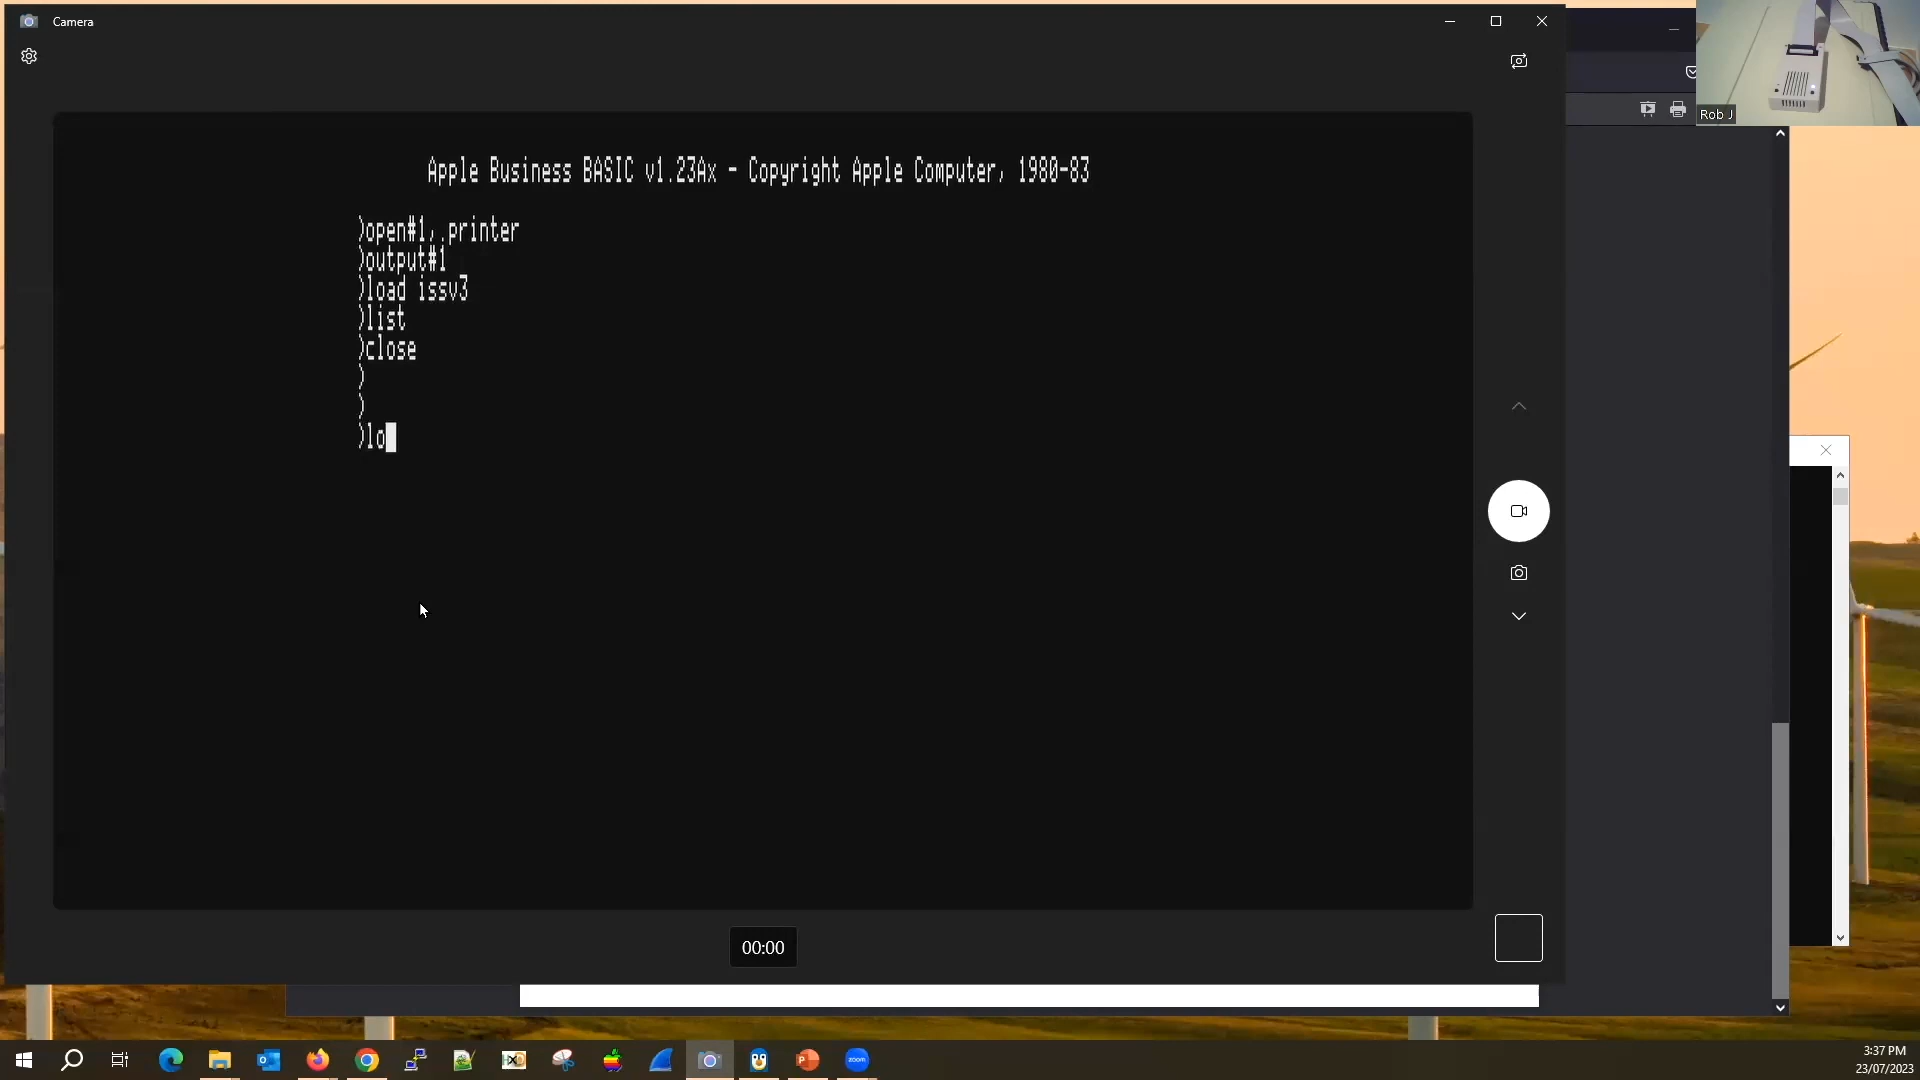 Camera
Rob J
Apple Business BASIC v1.23Ax - Copyright Apple Computer, 1980-83
)open#1,.printer
)output#1
)load issv3
)list
)close
)
)
)lo
00:00
zoom
3:37 PM
23/07/2023